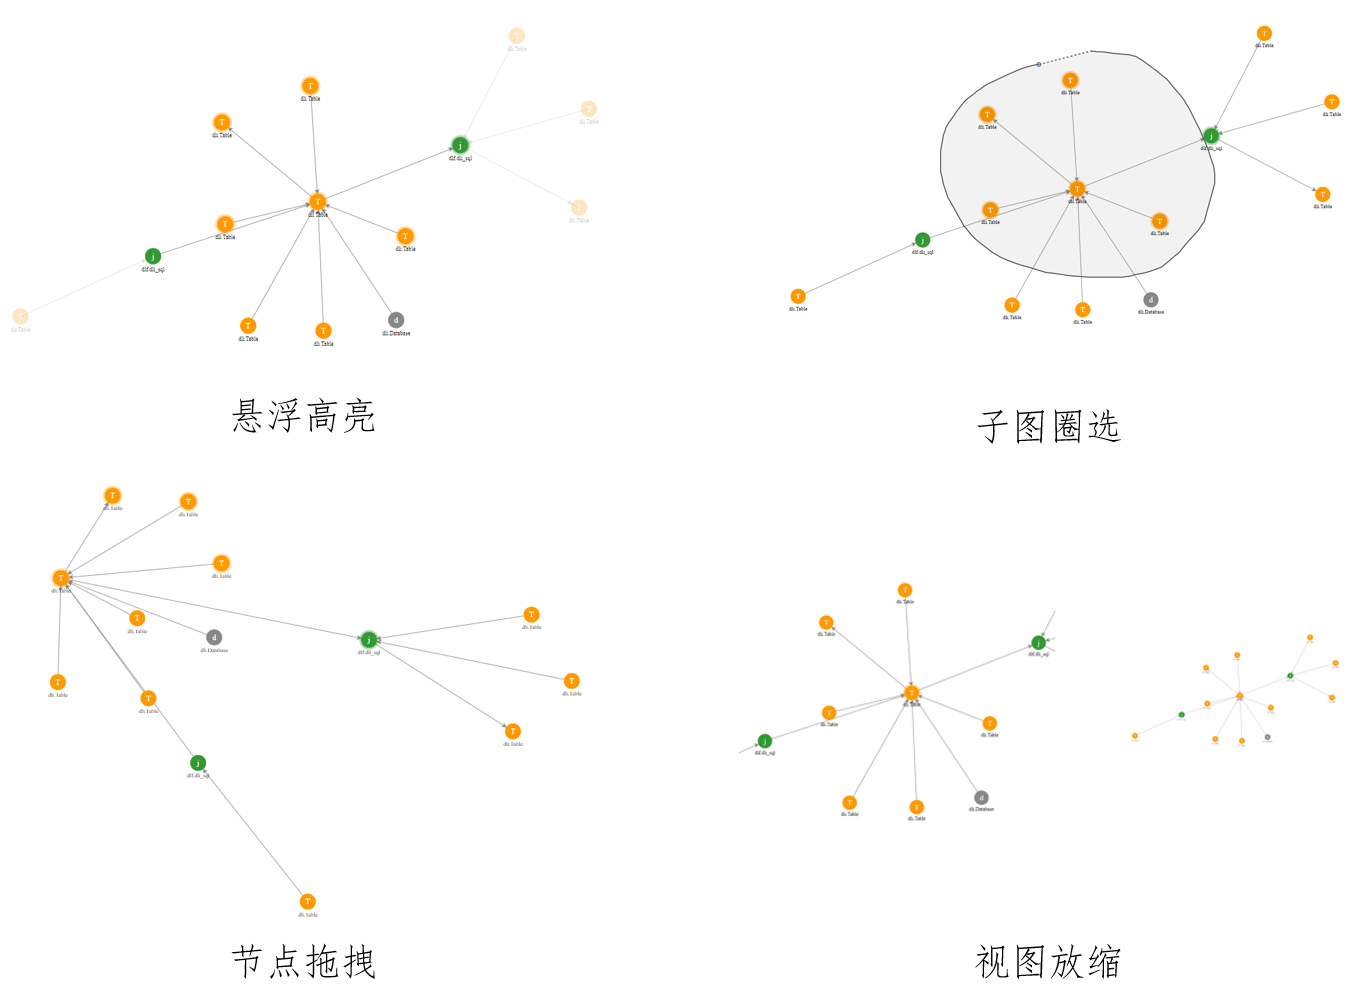 T
dli.Table
T
dli.Table
T
dli.Table
T
dli.Table
j
dlf.dli_sql
T
dli.Table
T
dli.Table
T
dli.Table
T
dli.Table
j
dlf.dli_sql
T
dli.Table
T
dli.Table
T
dli.Table
d
dli.Database
悬浮高亮
T
dli.Table
T
dli.Table
T
dli.Table
T
dli.Table
j
dlf.dli_sql
T
dli.Table
T
dli.Table
T
dli.Table
T
dli.Table
j
dlf.dli_sql
T
dli.Table
T
dli.Table
T
dli.Table
d
dli.Database
子图圈选
T
dli.Table
T
dli.Table
T
dli.Table
T
dli.Table
T
dli.Table
T
dli.Table
d
dli.Database
j
dlf.dli_sql
T
dli.Table
T
dli.Table
T
dli.Table
T
dli.Table
j
dlf.dli_sql
T
dli.Table
节点拖拽
T
dli.Table
T
dli.Table
j
dlf.dli_sql
T
dli.Table
T
dli.Table
T
dli.Table
j
dlf.dli_sql
T
dli.Table
T
dli.Table
d
dli.Database
视图放缩